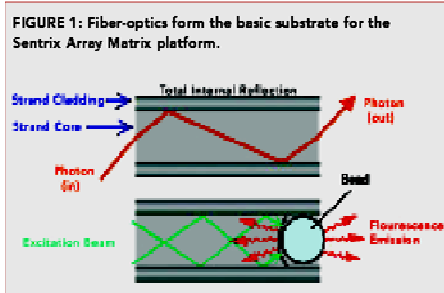 FIGURE 1: Fiber-optics form the basic substrate for the
Sentrix Array Matrix platform.
Total Internal Reflection
Strand Cladding
Photon
(out)
Strand Core
Photon
(in)
Bead
Flourescence
Emission
Excitation Beam